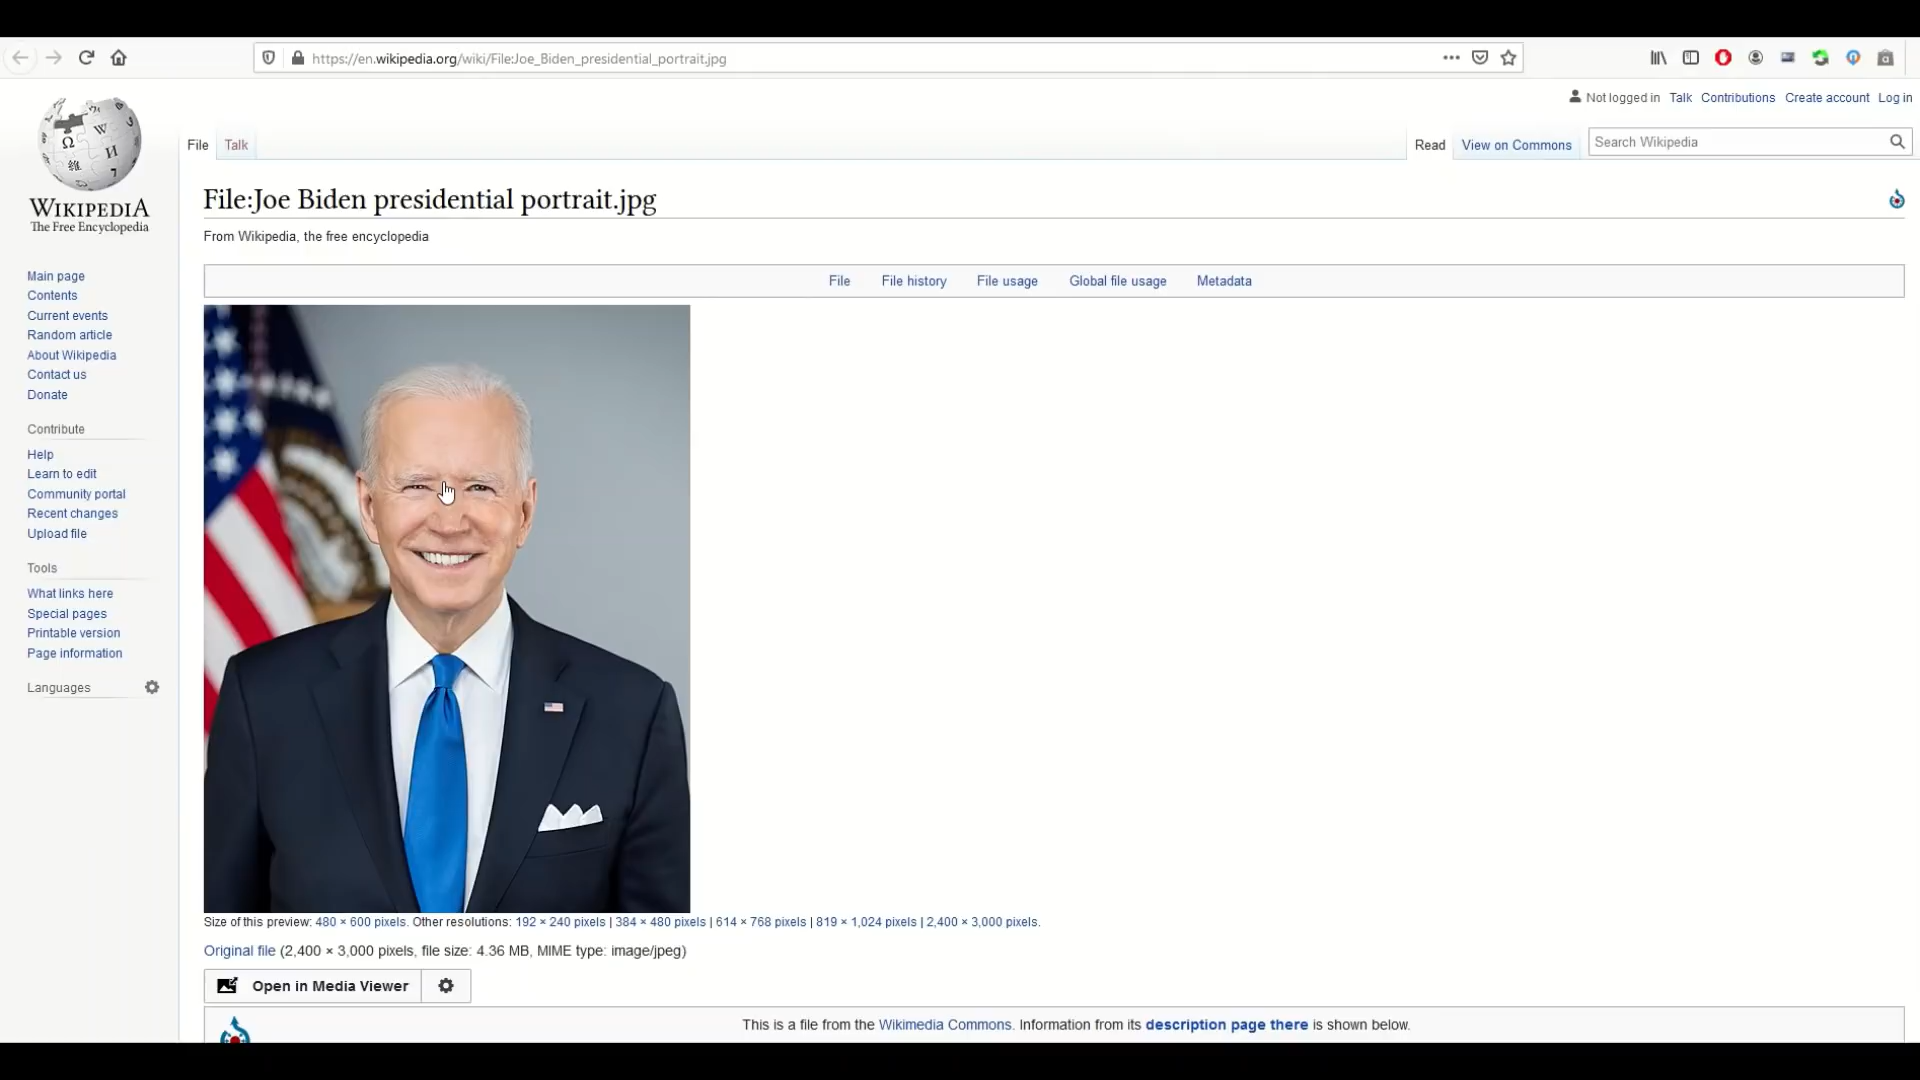 https://en.wikipedia.org/wiki/File:Joe_Biden_presidential_portrait.jpg
Not logged in Talk Contributions Create account Log in
File Talk
Read View on Commons Search Wikipedia
WIKIPEDIA
The Free Encyclopedia
Main page
Contents
Current events
Random article
About Wikipedia
Contact us
Donate
Contribute
Help
Learn to edit
Community portal
Recent changes
Upload file
Tools
What links here
Special pages
Printable version
Page information
Languages
File:Joe Biden presidential portrait.jpg
From Wikipedia, the free encyclopedia
File File history File usage Global file usage Metadata
Size of this preview: 480 × 600 pixels. Other resolutions: 192 × 240 pixels | 384 × 480 pixels | 614 × 768 pixels | 819 × 1,024 pixels | 2,400 × 3,000 pixels.
Original file (2,400 × 3,000 pixels, file size: 4.36 MB, MIME type: image/jpeg)
Open in Media Viewer
This is a file from the Wikimedia Commons. Information from its description page there is shown below.